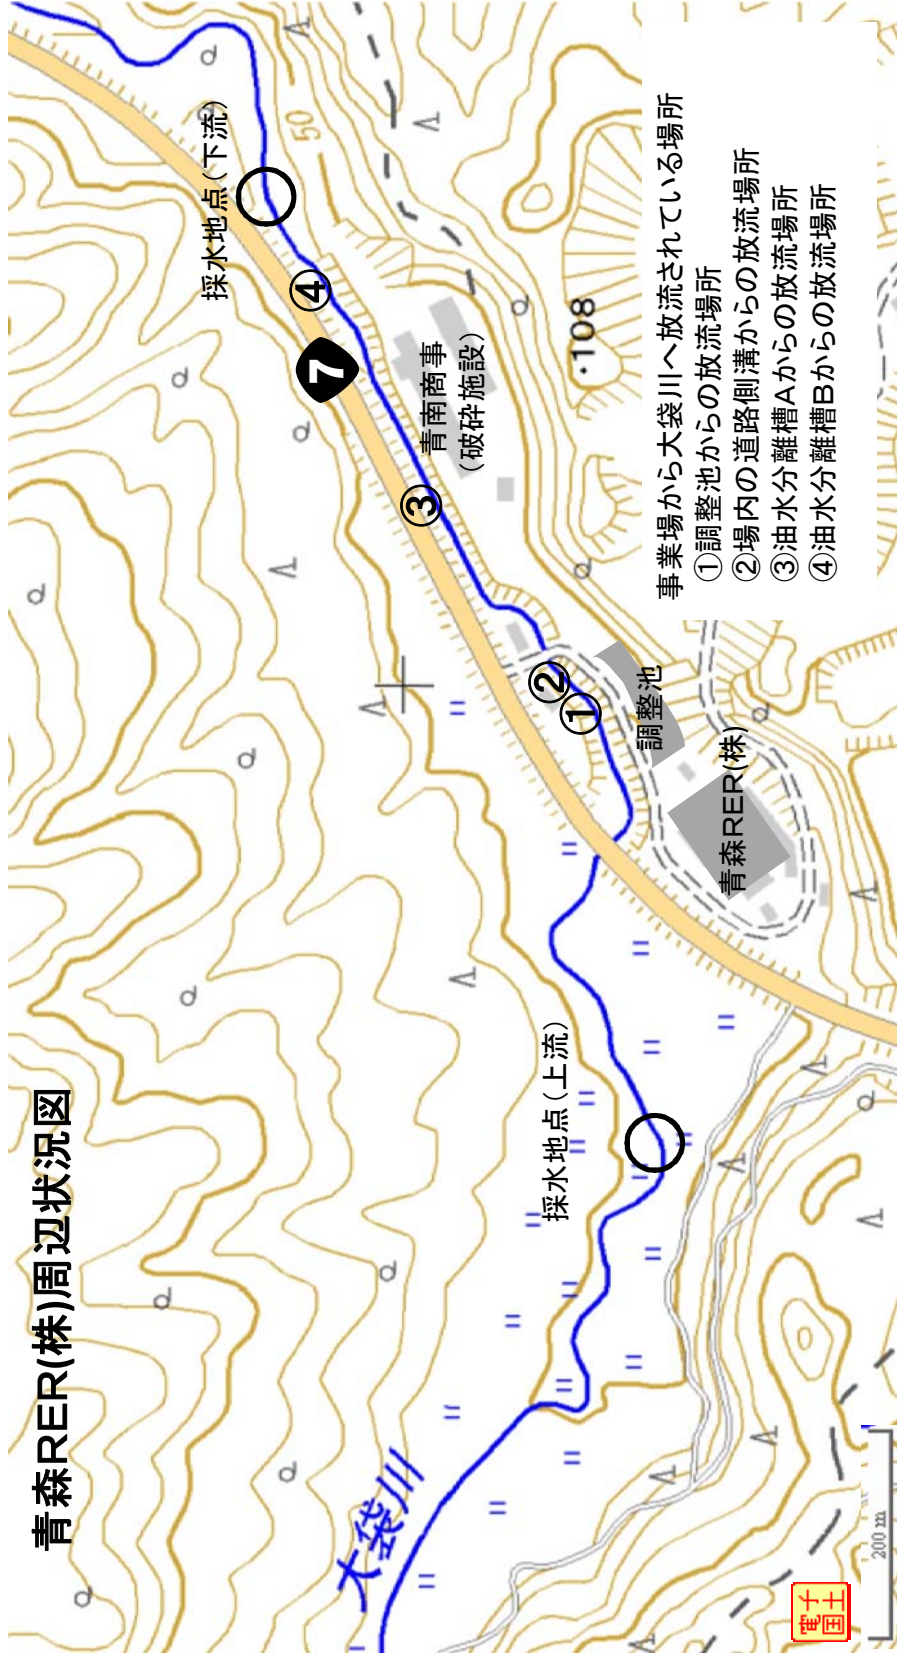 青森RER(株)周辺状況図
大袋川
採水地点(上流)
採水地点(下流)
①
②
③
④
7
青南商事
(破砕施設)
調整池
青森RER(株)
50
・108
事業場から大袋川へ放流されている場所
①調整池からの放流場所
②場内の道路側溝からの放流場所
③油水分離槽Aからの放流場所
④油水分離槽Bからの放流場所
200 m
電子
国土